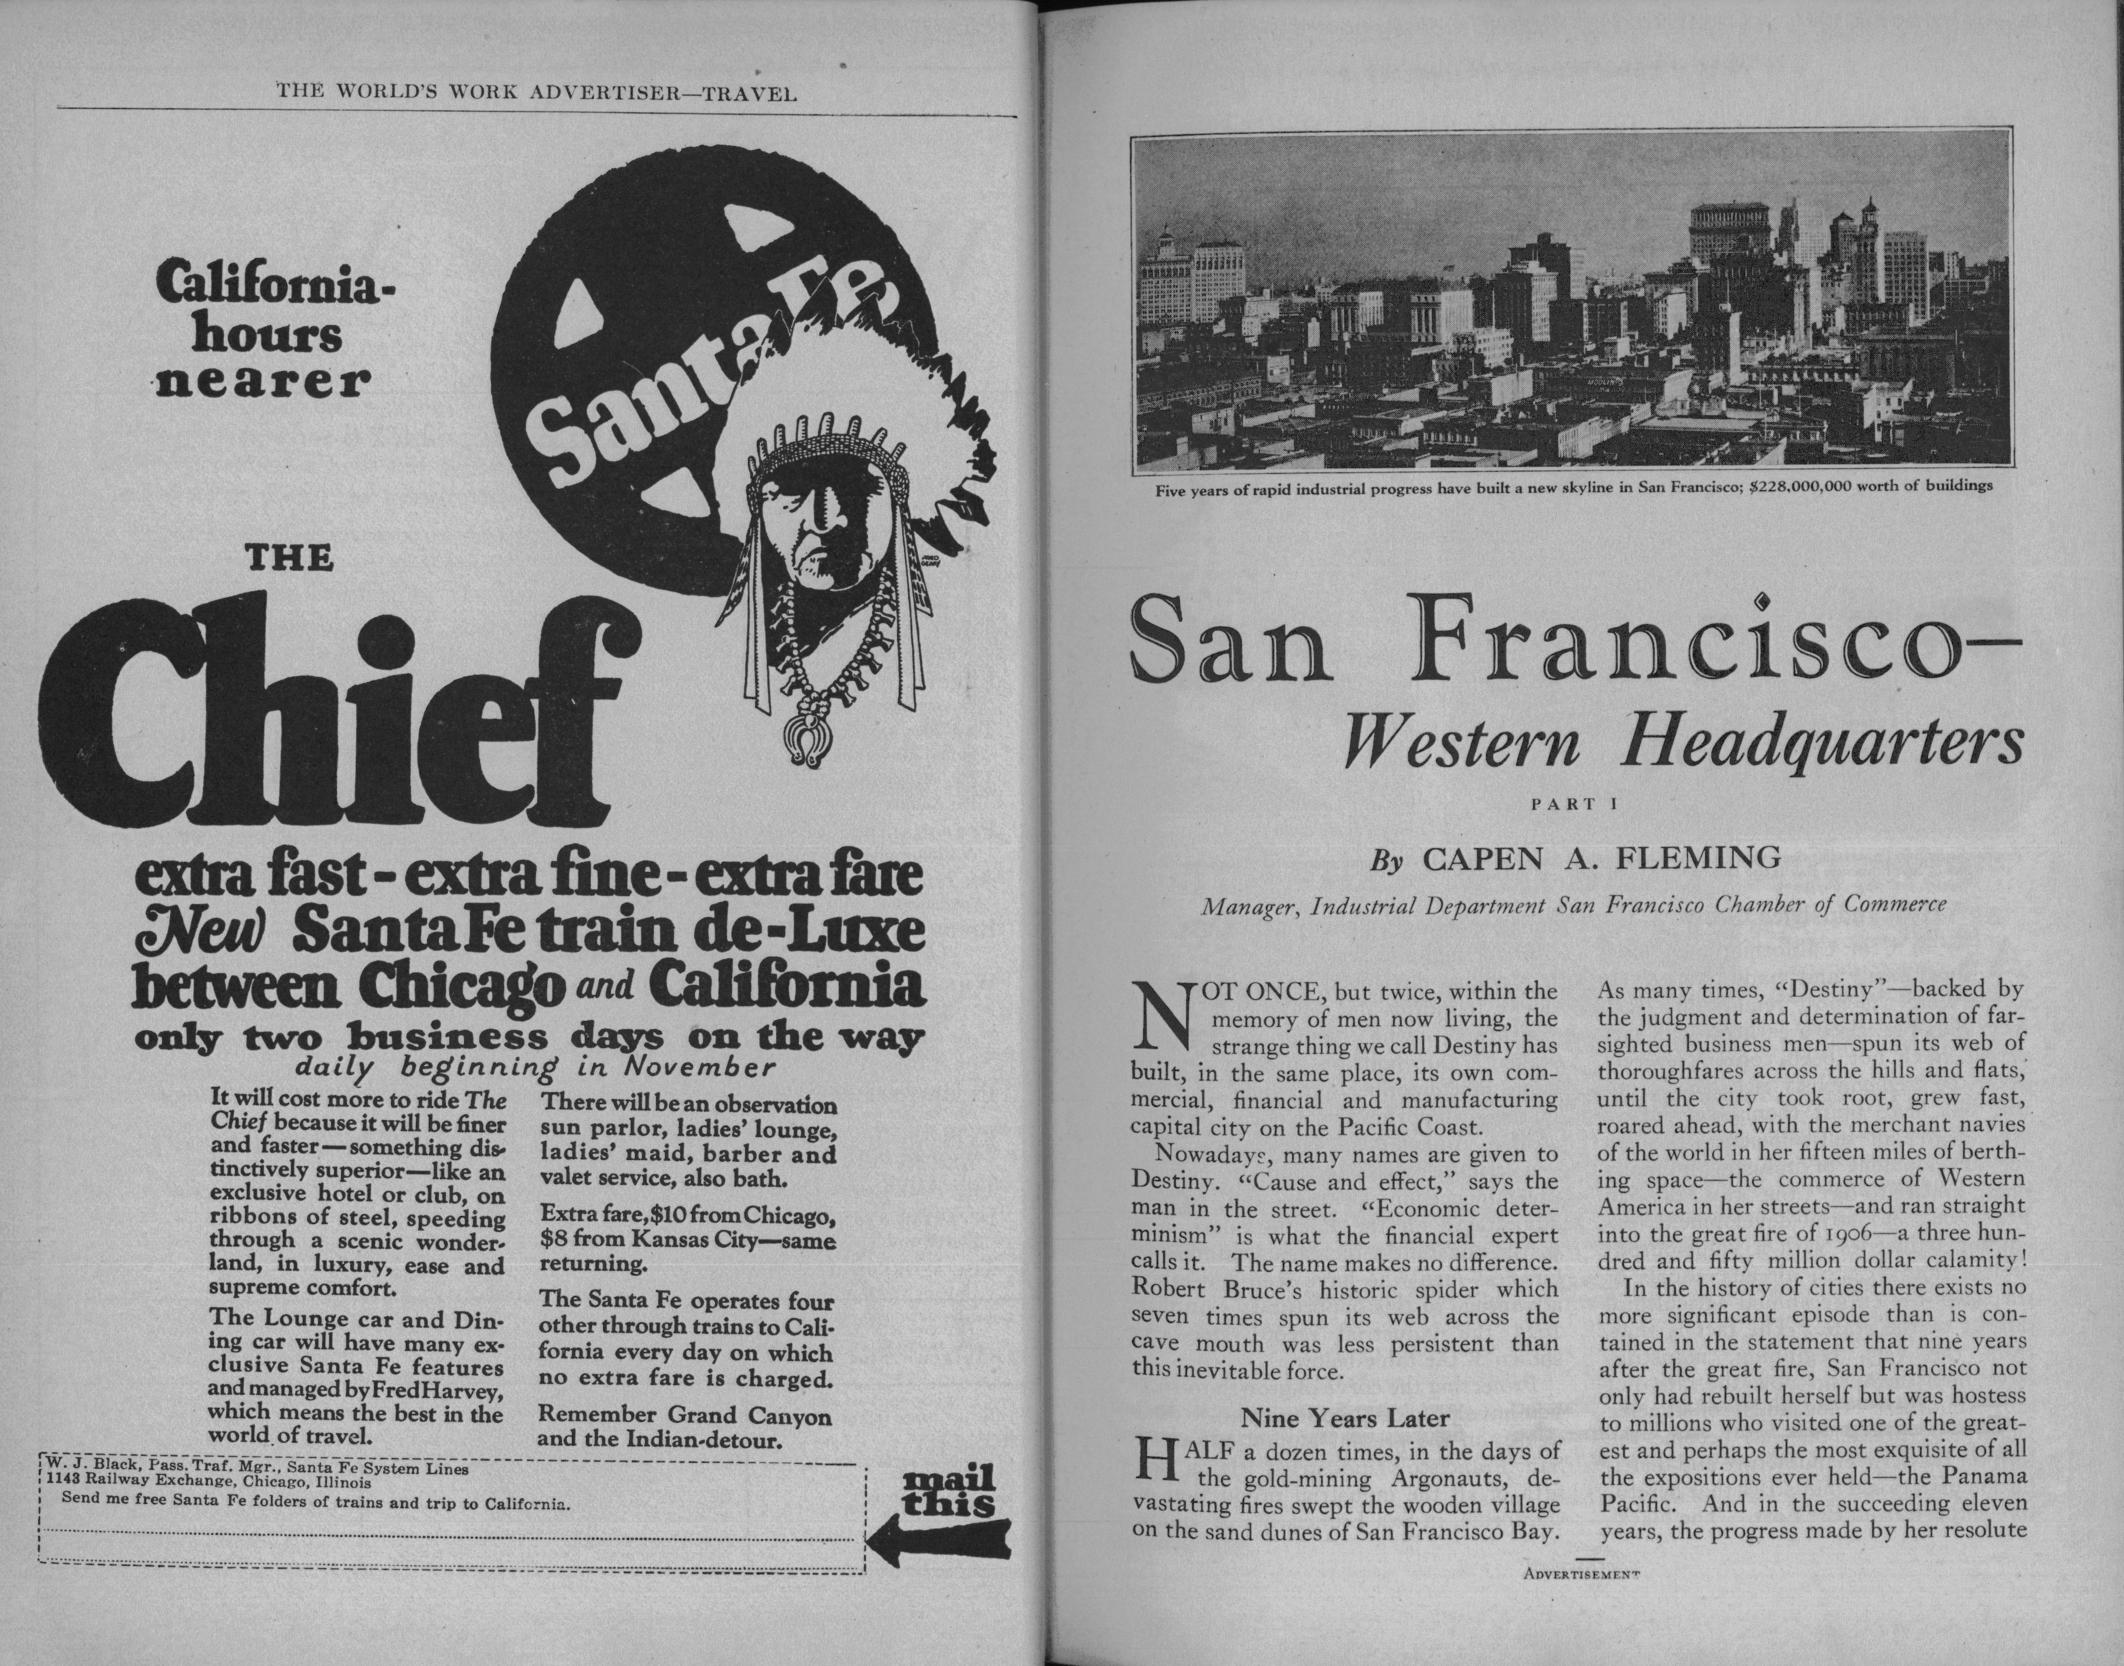 THE WORLD'S WORK ADVERTISER—TRAVEL
California-
hours
nearer
Santa Fe
THE
Chief
extra fast - extra fine - extra fare
New Santa Fe train de-Luxe
between Chicago and California
only two business days on the way
daily beginning in November
It will cost more to ride The
Chief because it will be finer
and faster—something dis-
tinctively superior—like an
exclusive hotel or club, on
ribbons of steel, speeding
through a scenic wonder-
land, in luxury, ease and
supreme comfort.
The Lounge car and Din-
ing car will have many ex-
clusive Santa Fe features
and managed by Fred Harvey,
which means the best in the
world of travel.
There will be an observation
sun parlor, ladies' lounge,
ladies' maid, barber and
valet service, also bath.
Extra fare, $10 from Chicago,
$8 from Kansas City—same
returning.
The Santa Fe operates four
other through trains to Cali-
fornia every day on which
no extra fare is charged.
Remember Grand Canyon
and the Indian-detour.
W. J. Black, Pass. Traf. Mgr., Santa Fe System Lines
1143 Railway Exchange, Chicago, Illinois
Send me free Santa Fe folders of trains and trip to California.
mail
this
Five years of rapid industrial progress have built a new skyline in San Francisco; $228,000,000 worth of buildings
San Francisco—
Western Headquarters
PART I
By CAPEN A. FLEMING
Manager, Industrial Department San Francisco Chamber of Commerce
NOT ONCE, but twice, within the
memory of men now living, the
strange thing we call Destiny has
built, in the same place, its own com-
mercial, financial and manufacturing
capital city on the Pacific Coast.
Nowadays, many names are given to
Destiny. "Cause and effect," says the
man in the street. "Economic deter-
minism" is what the financial expert
calls it. The name makes no difference.
Robert Bruce's historic spider which
seven times spun its web across the
cave mouth was less persistent than
this inevitable force.
Nine Years Later
HALF a dozen times, in the days of
the gold-mining Argonauts, de-
vastating fires swept the wooden village
on the sand dunes of San Francisco Bay.
As many times, "Destiny"—backed by
the judgment and determination of far-
sighted business men—spun its web of
thoroughfares across the hills and flats,
until the city took root, grew fast,
roared ahead, with the merchant navies
of the world in her fifteen miles of berth-
ing space—the commerce of Western
America in her streets—and ran straight
into the great fire of 1906—a three hun-
dred and fifty million dollar calamity!
In the history of cities there exists no
more significant episode than is con-
tained in the statement that nine years
after the great fire, San Francisco not
only had rebuilt herself but was hostess
to millions who visited one of the great-
est and perhaps the most exquisite of all
the expositions ever held—the Panama
Pacific. And in the succeeding eleven
years, the progress made by her resolute
ADVERTISEMENT